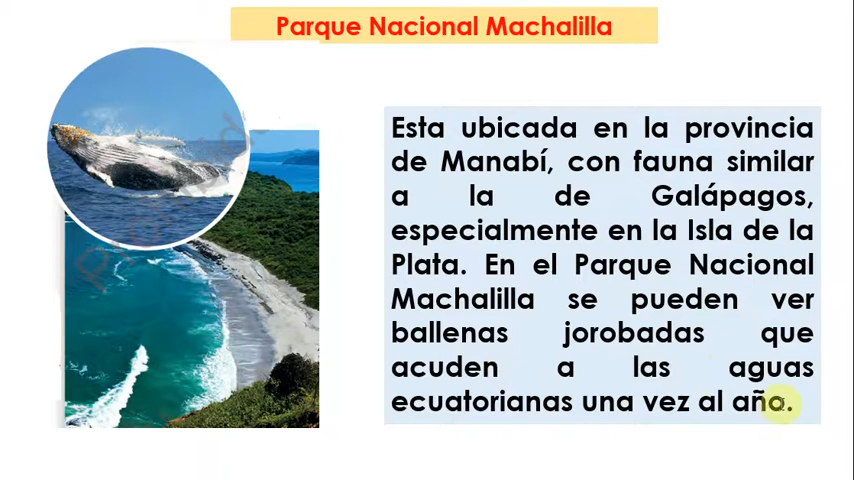 Parque Nacional Machalilla
Esta ubicada en la provincia
de Manabí, con fauna similar
a la de Galápagos,
especialmente en la Isla de la
Plata. En el Parque Nacional
Machalilla se pueden ver
ballenas jorobadas que
acuden a las aguas
ecuatorianas una vez al año.